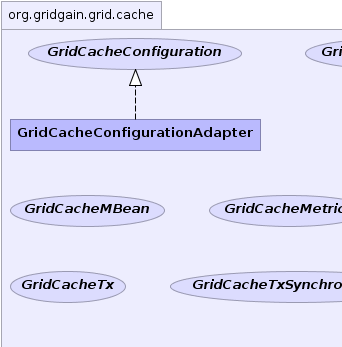 org.gridgain.grid.cache
GridCacheConfiguration
GridCacheConfigurationAdapter
GridCacheMBean
GridCacheTx